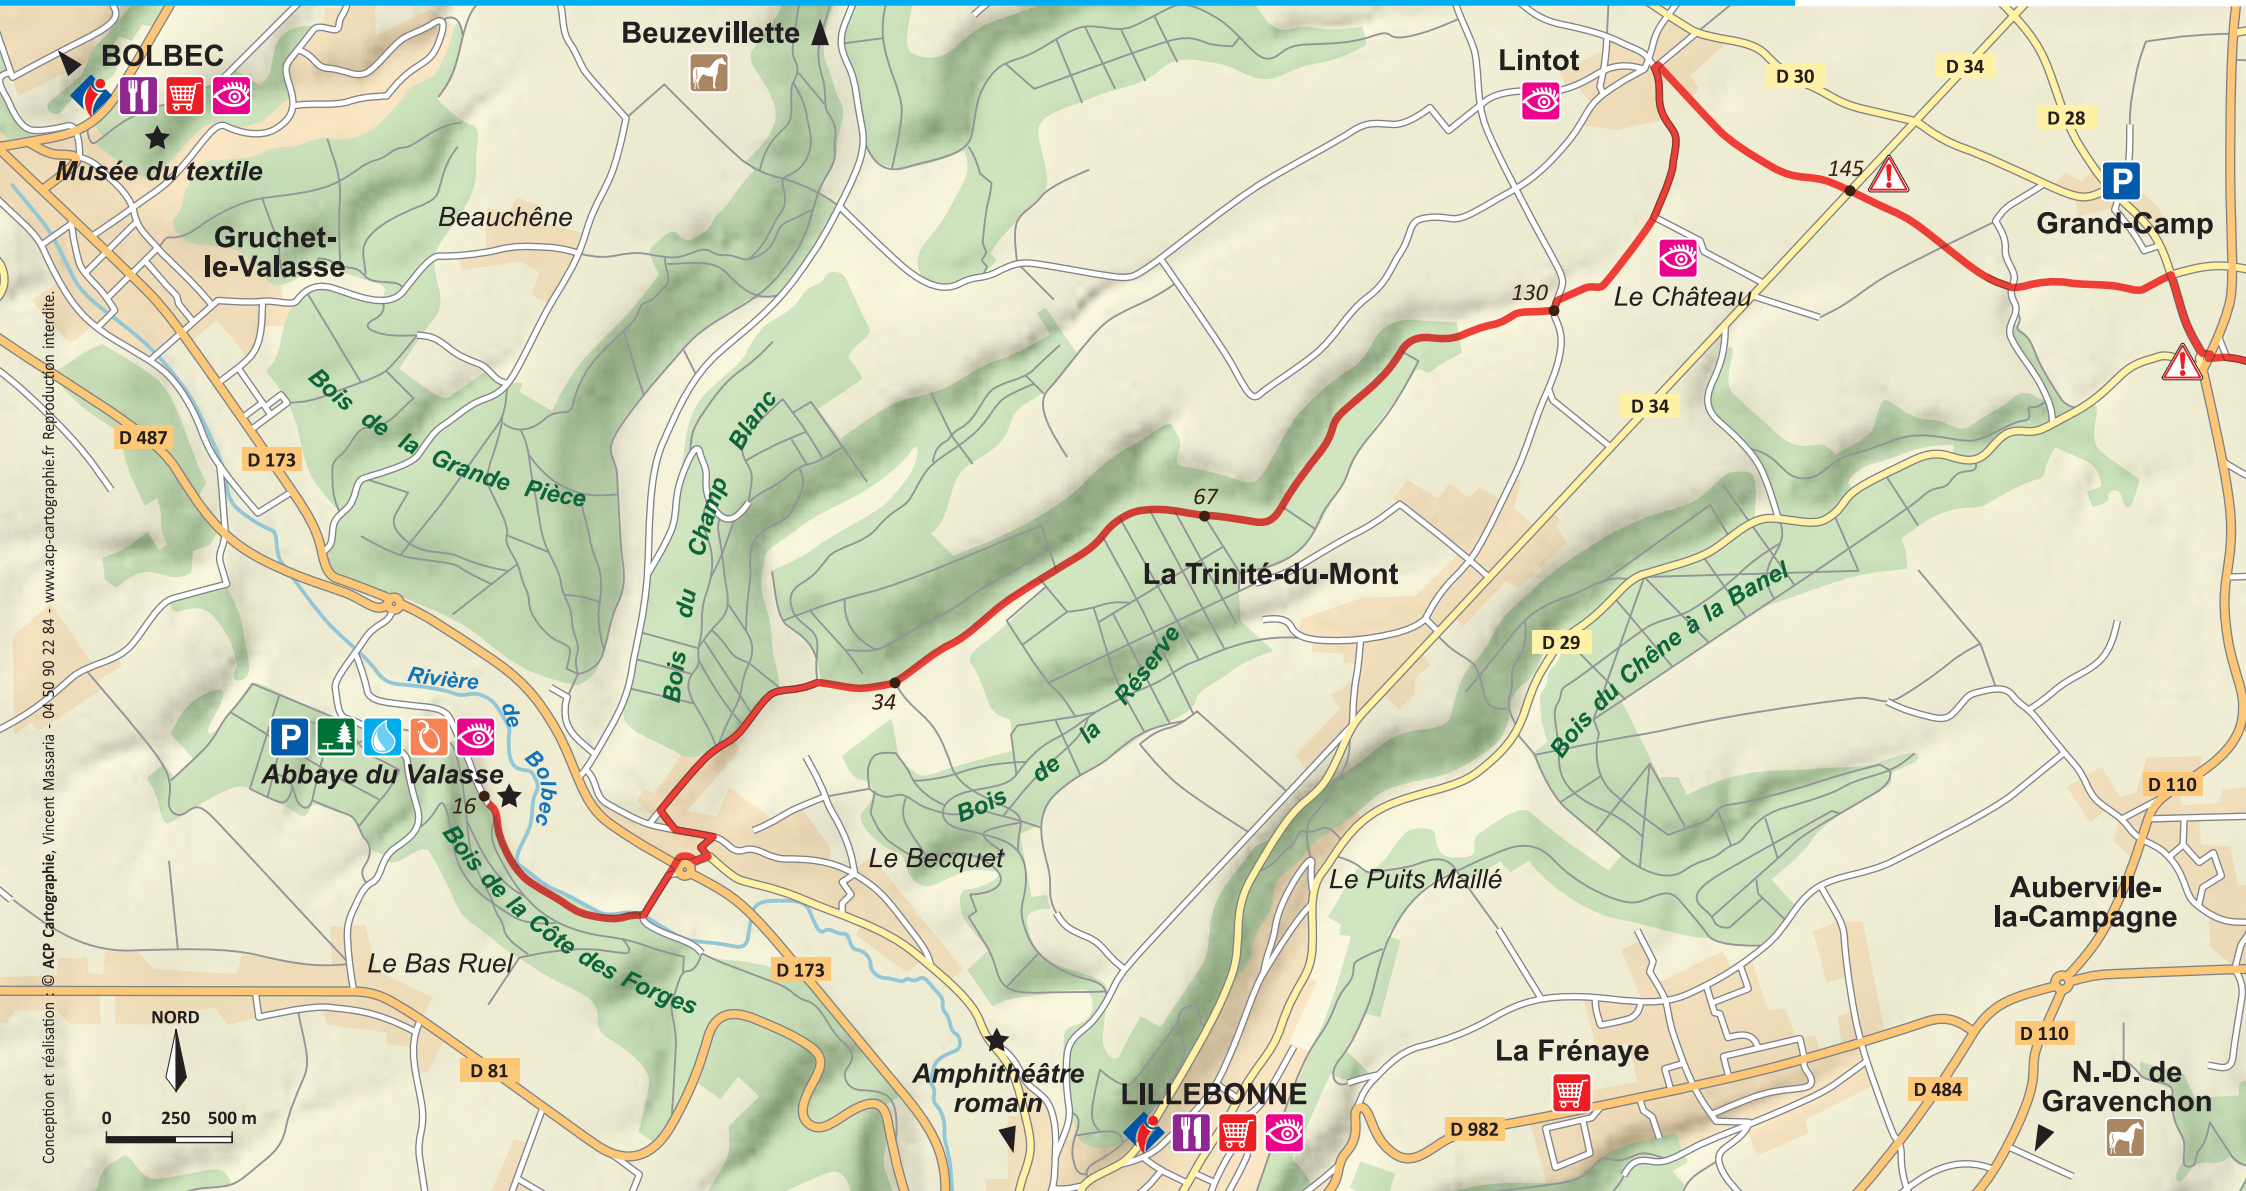 BOLBEC
Musée du textile
Beuzevillette
Lintot
D 30
D 34
D 28
145
P
Grand-Camp
Gruchet-
le-Valasse
Beauchêne
130
Le Château
D 487
D 173
Bois de la Grande Pièce
Bois du Champ Blanc
D 34
67
La Trinité-du-Mont
34
Bois de la Réserve
D 29
Bois du Chêne à la Banel
Rivière de Bolbec
P
Abbaye du Valasse
16
Bois de la Côte des Forges
Le Becquet
Le Puits Maillé
D 110
Auberville-
la-Campagne
Le Bas Ruel
D 173
NORD
0 250 500 m
D 81
Amphithéâtre
romain
LILLEBONNE
La Frénaye
D 982
D 484
D 110
N.-D. de
Gravenchon
Conception et réalisation : © ACP Cartographie, Vincent Massaria - 04 50 90 22 84 - www.acp-cartographie.fr Reproduction interdite.